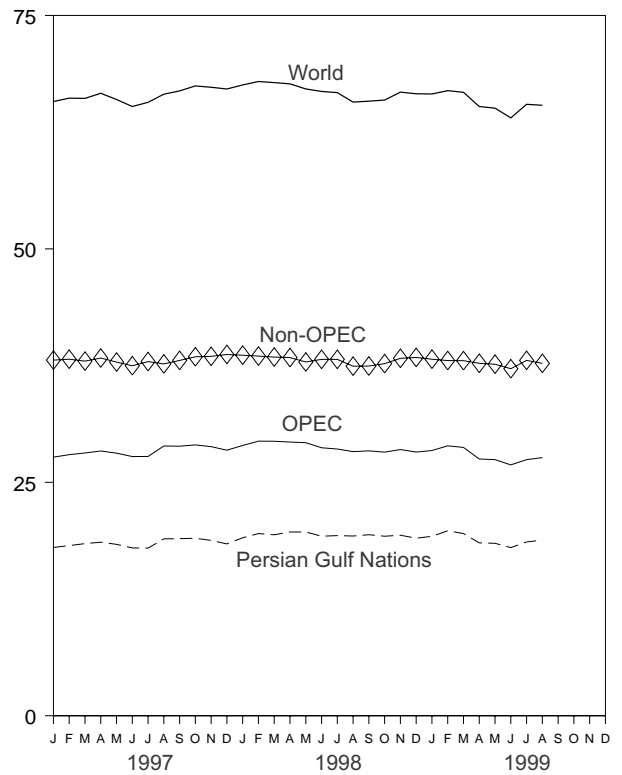 75
World
50
Non-OPEC
OPEC
25
Persian Gulf Nations
0
J F M A M J J A S O N D J F M A M J J A S O N D J F M A M J J A S O N D
1997 1998 1999